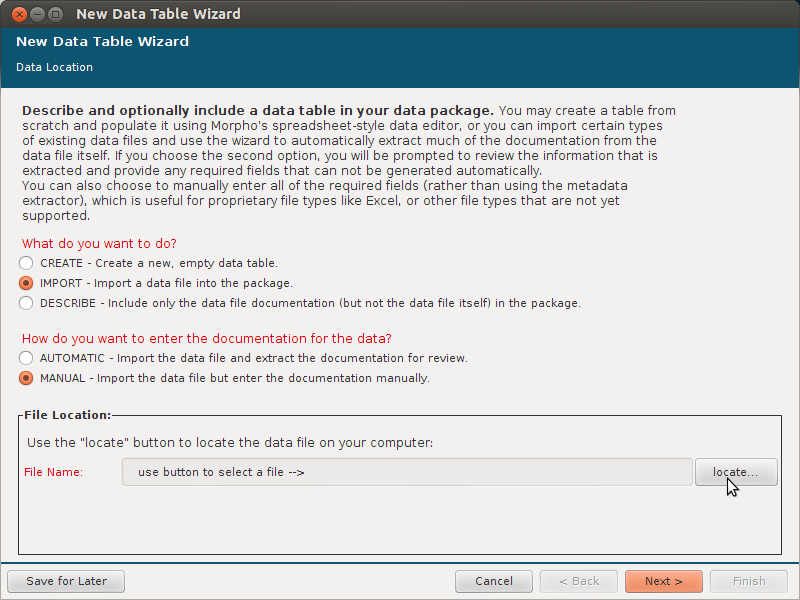 New Data Table Wizard
New Data Table Wizard
Data Location
Describe and optionally include a data table in your data package. You may create a table from
scratch and populate it using Morpho's spreadsheet-style data editor, or you can import certain types
of existing data files and use the wizard to automatically extract much of the documentation from the
data file itself. If you choose the second option, you will be prompted to review the information that is
extracted and provide any required fields that can not be generated automatically.
You can also choose to manually enter all of the required fields (rather than using the metadata
extractor), which is useful for proprietary file types like Excel, or other file types that are not yet
supported.
What do you want to do?
CREATE - Create a new, empty data table.
IMPORT - Import a data file into the package.
DESCRIBE - Include only the data file documentation (but not the data file itself) in the package.
How do you want to enter the documentation for the data?
AUTOMATIC - Import the data file and extract the documentation for review.
MANUAL - Import the data file but enter the documentation manually.
File Location:
Use the "locate" button to locate the data file on your computer:
File Name: use button to select a file --> locate...
Save for Later Cancel < Back Next > Finish